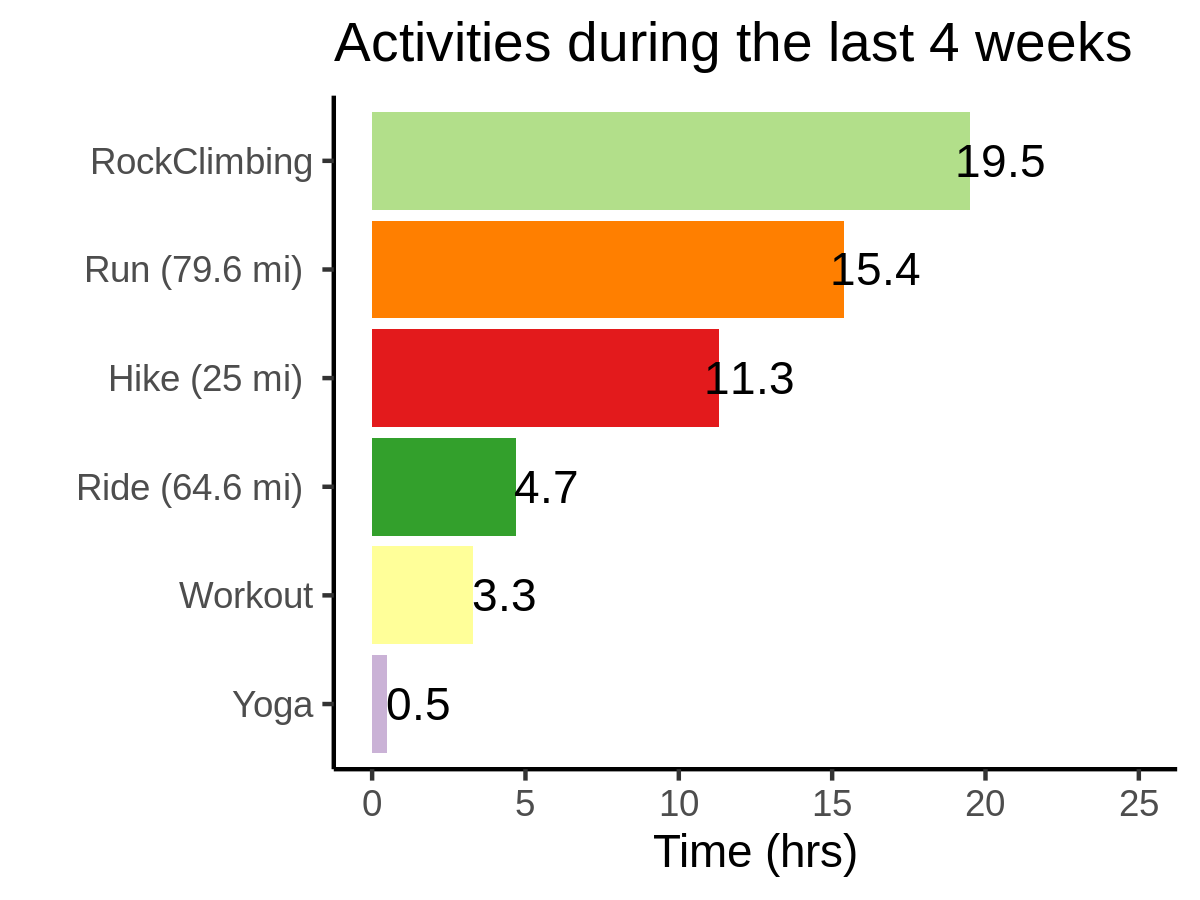 Activities during the last 4 weeks
RockClimbing
19.5
Run (79.6 mi)
15.4
Hike (25 mi)
11.3
Ride (64.6 mi)
4.7
Workout
3.3
Yoga
0.5
0 5 10 15 20 25
Time (hrs)